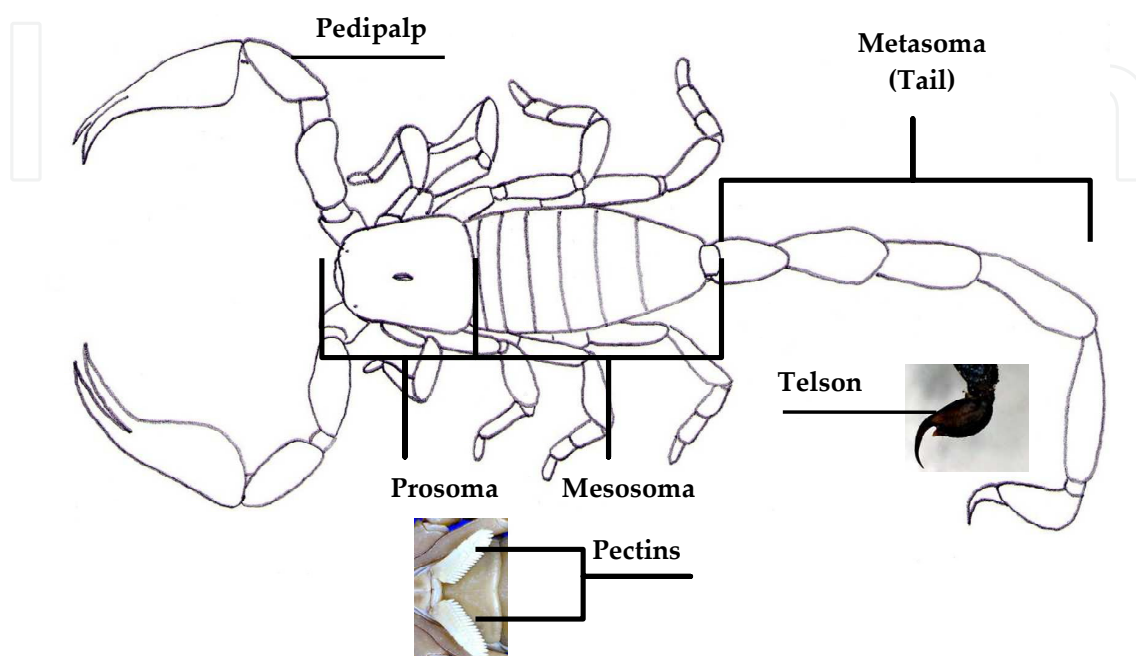 Pedipalp
Metasoma
(Tail)
Telson
Prosoma
Mesosoma
Pectins